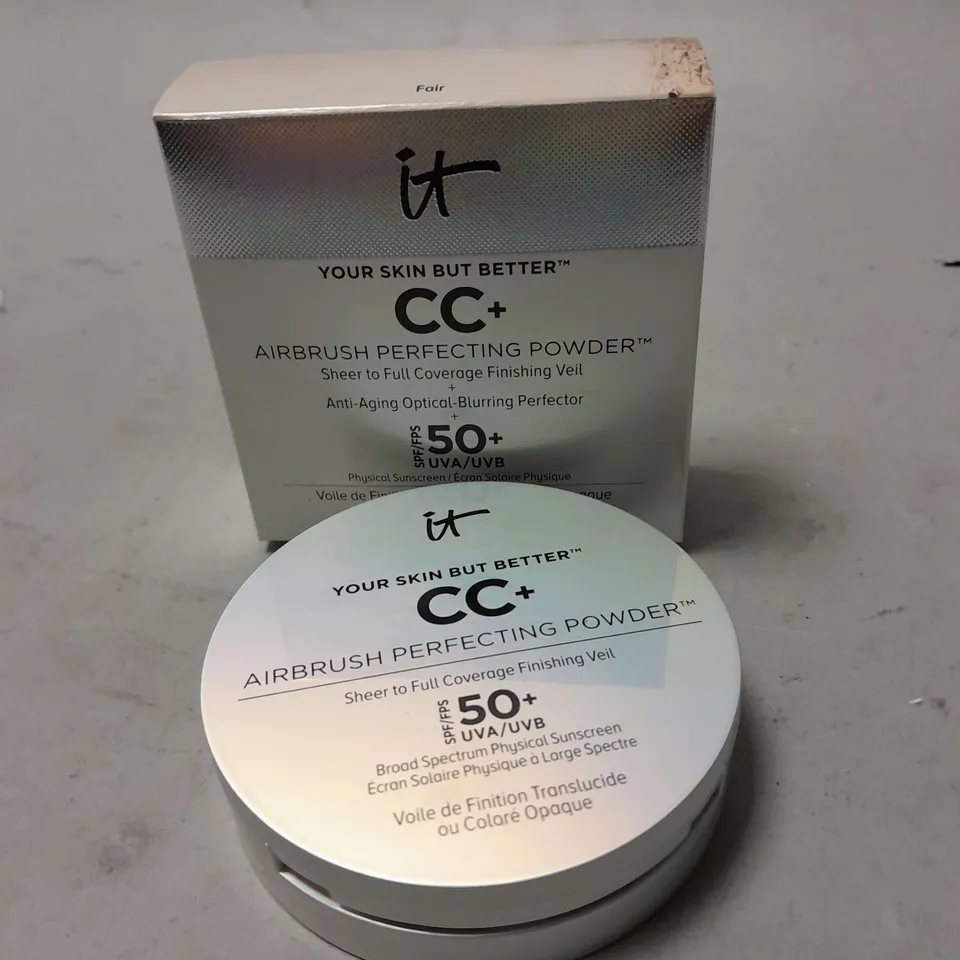 Fair
it
YOUR SKIN BUT BETTER™
CC+
AIRBRUSH PERFECTING POWDER™
Sheer to Full Coverage Finishing Veil
+
Anti-Aging Optical-Blurring Perfector
+
SPF/FPS 50+
UVA/UVB
Physical Sunscreen / Écran Solaire Physique
Voile de
it
YOUR SKIN BUT BETTER™
CC+
AIRBRUSH PERFECTING POWDER™
Sheer to Full Coverage Finishing Veil
SPF/FPS 50+
UVA/UVB
Broad Spectrum Physical Sunscreen
Écran Solaire Physique à Large Spectre
Voile de Finition Translucide
ou Coloré Opaque